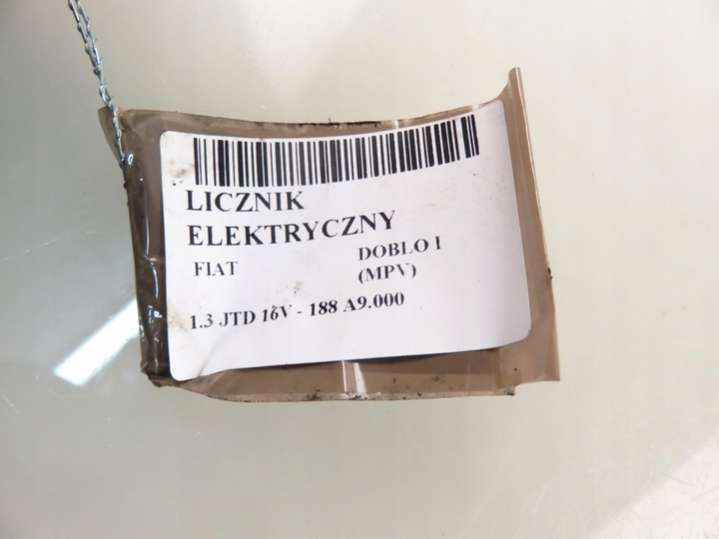 LICZNIK
ELEKTRYCZNY
FIAT
DOBLO I
(MPV)
1.3 JTD 16V - 188 A9.000